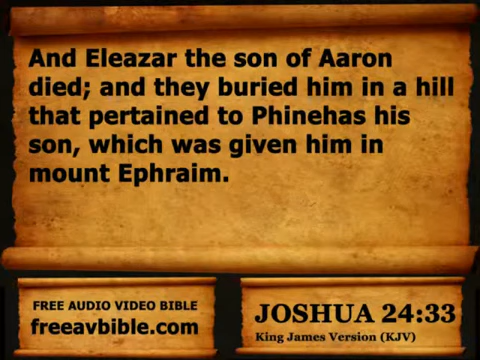 And Eleazar the son of Aaron
died; and they buried him in a hill
that pertained to Phinehas his
son, which was given him in
mount Ephraim.
FREE AUDIO VIDEO BIBLE
freeavbible.com
JOSHUA 24:33
King James Version (KJV)